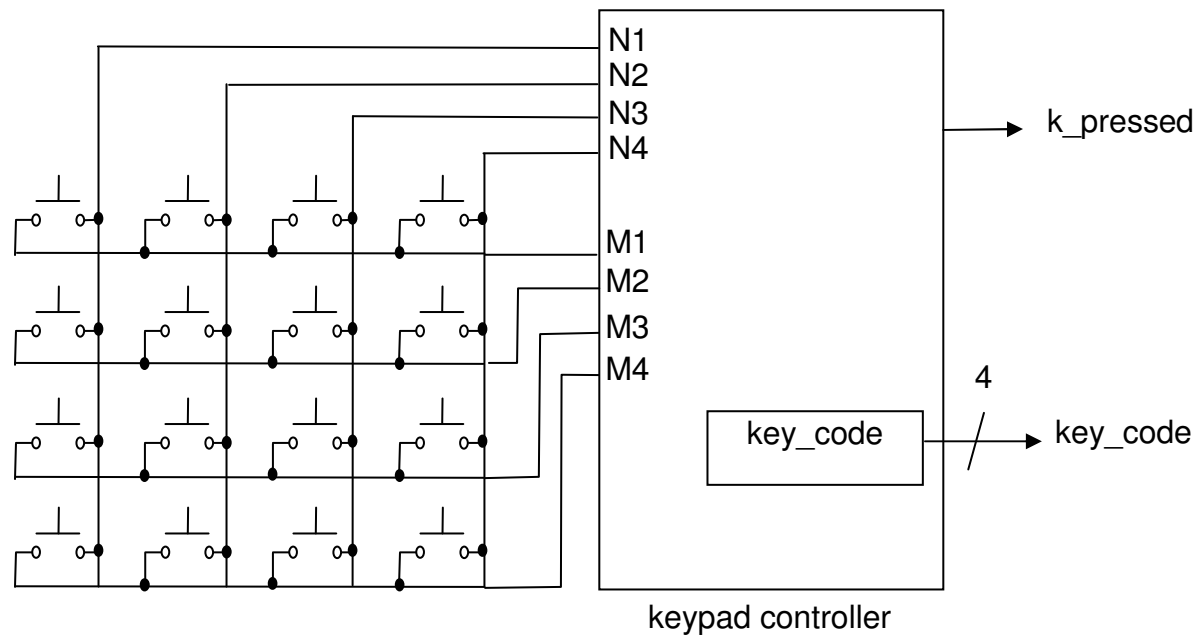 N1
N2
N3
N4
k_pressed
M1
M2
M3
M4
4
key_code
key_code
keypad controller